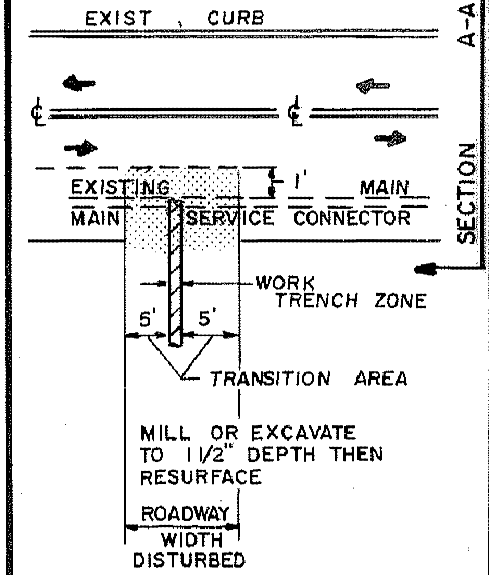 EXIST , CURB
SECTION A-A
℄ ℄
1'
EXISTING MAIN
MAIN SERVICE CONNECTOR
WORK
TRENCH ZONE
5' 5'
TRANSITION AREA
MILL OR EXCAVATE
TO 1 1/2" DEPTH THEN
RESURFACE
ROADWAY
WIDTH
DISTURBED